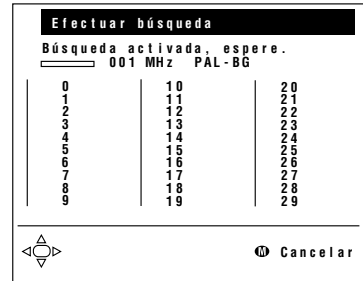 Efectuar búsqueda
Búsqueda activada, espere.
001 MHz PAL-BG
0 10 20
1 11 21
2 12 22
3 13 23
4 14 24
5 15 25
6 16 26
7 17 27
8 18 28
9 19 29
M Cancelar